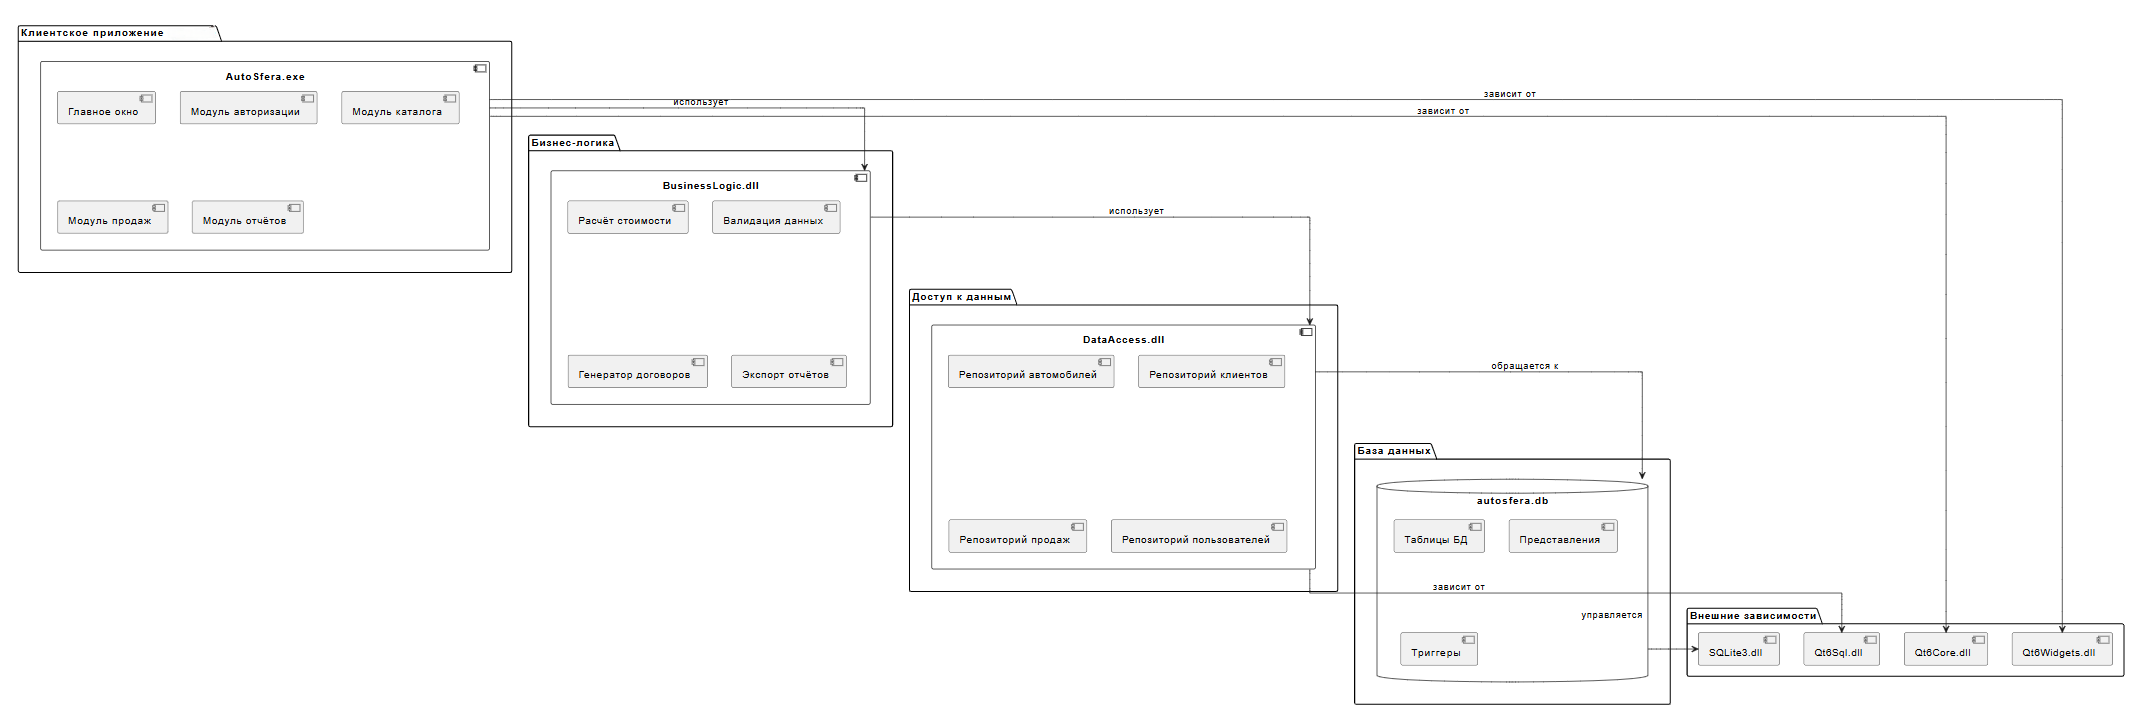 Клиентское приложение
AutoSfera.exe
Главное окно
Модуль авторизации
Модуль каталога
Модуль продаж
Модуль отчётов
использует
зависит от
зависит от
Бизнес-логика
BusinessLogic.dll
Расчёт стоимости
Валидация данных
Генератор договоров
Экспорт отчётов
использует
Доступ к данным
DataAccess.dll
Репозиторий автомобилей
Репозиторий клиентов
Репозиторий продаж
Репозиторий пользователей
обращается к
База данных
autosfera.db
Таблицы БД
Представления
Триггеры
зависит от
управляется
Внешние зависимости
SQLite3.dll
Qt6Sql.dll
Qt6Core.dll
Qt6Widgets.dll